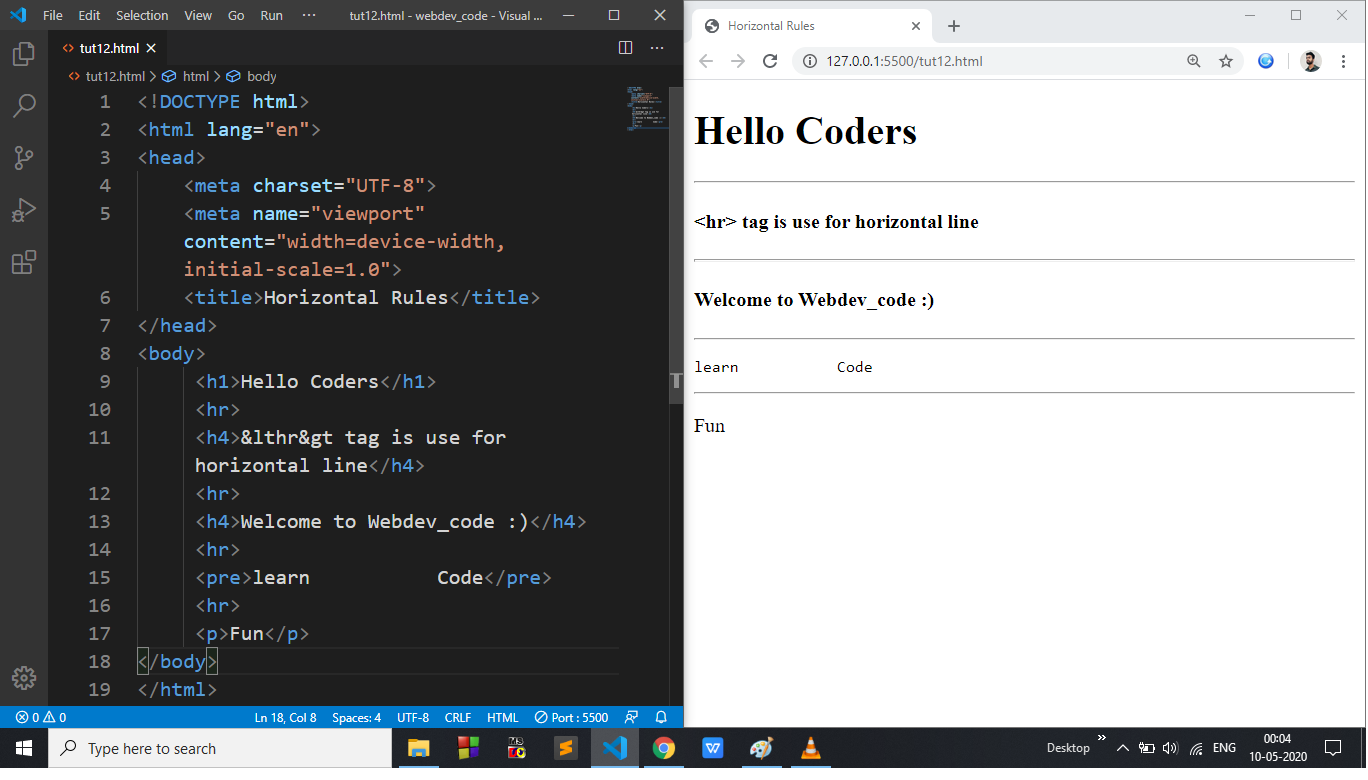 File Edit Selection View Go Run ··· tut12.html - webdev_code - Visual ...
tut12.html
tut12.html > html > body
1 <!DOCTYPE html>
2 <html lang="en">
3 <head>
4 <meta charset="UTF-8">
5 <meta name="viewport"
content="width=device-width,
initial-scale=1.0">
6 <title>Horizontal Rules</title>
7 </head>
8 <body>
9 <h1>Hello Coders</h1>
10 <hr>
11 <h4>&lthr&gt tag is use for
horizontal line</h4>
12 <hr>
13 <h4>Welcome to Webdev_code :)</h4>
14 <hr>
15 <pre>learn           Code</pre>
16 <hr>
17 <p>Fun</p>
18 </body>
19 </html>
0 0 Ln 18, Col 8 Spaces: 4 UTF-8 CRLF HTML Port : 5500
Horizontal Rules
127.0.0.1:5500/tut12.html
Hello Coders
<hr> tag is use for horizontal line
Welcome to Webdev_code :)
learn           Code
Fun
Type here to search
Desktop ENG
00:04
10-05-2020